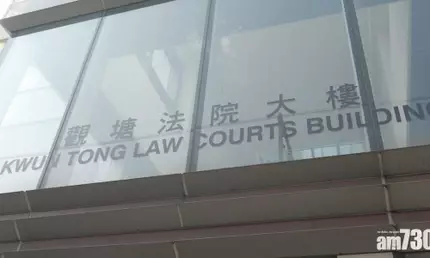 觀塘法院大樓
KWUN TONG LAW COURTS BUILDING
am730